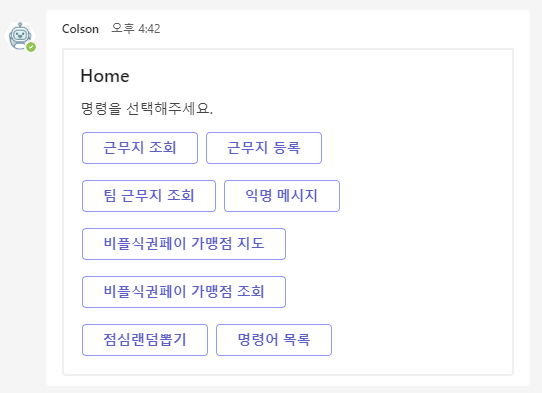 Colson 오후 4:42
Home
명령을 선택해주세요.
근무지 조회 근무지 등록
팀 근무지 조회 익명 메시지
비플식권페이 가맹점 지도
비플식권페이 가맹점 조회
점심랜덤뽑기 명령어 목록